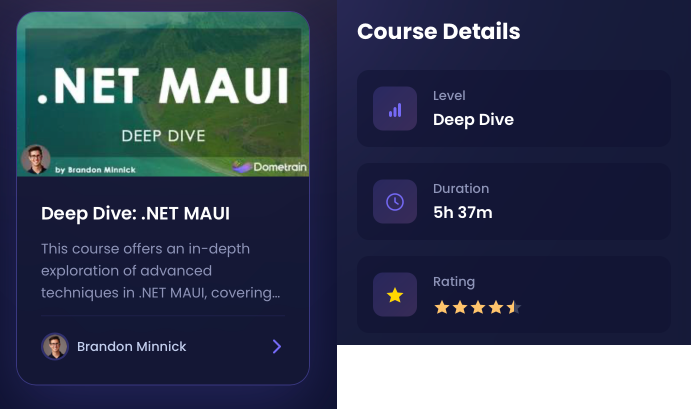 .NET MAUI
DEEP DIVE
by Brandon Minnick
Dometrain
Deep Dive: .NET MAUI
This course offers an in-depth
exploration of advanced
techniques in .NET MAUI, covering...
Brandon Minnick
Course Details
Level
Deep Dive
Duration
5h 37m
Rating